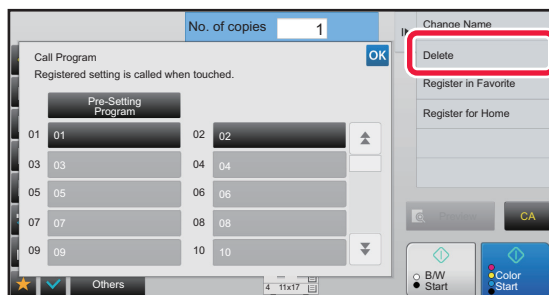 No. of copies 1
Call Program
OK
Registered setting is called when touched.
Pre-Setting
Program
01 01
02 02
03 03
04 04
05 05
06 06
07 07
08 08
09 09
10 10
Others
4 11x17
Change Name
Delete
Register in Favorite
Register for Home
CA
B/W
Start
Color
Start